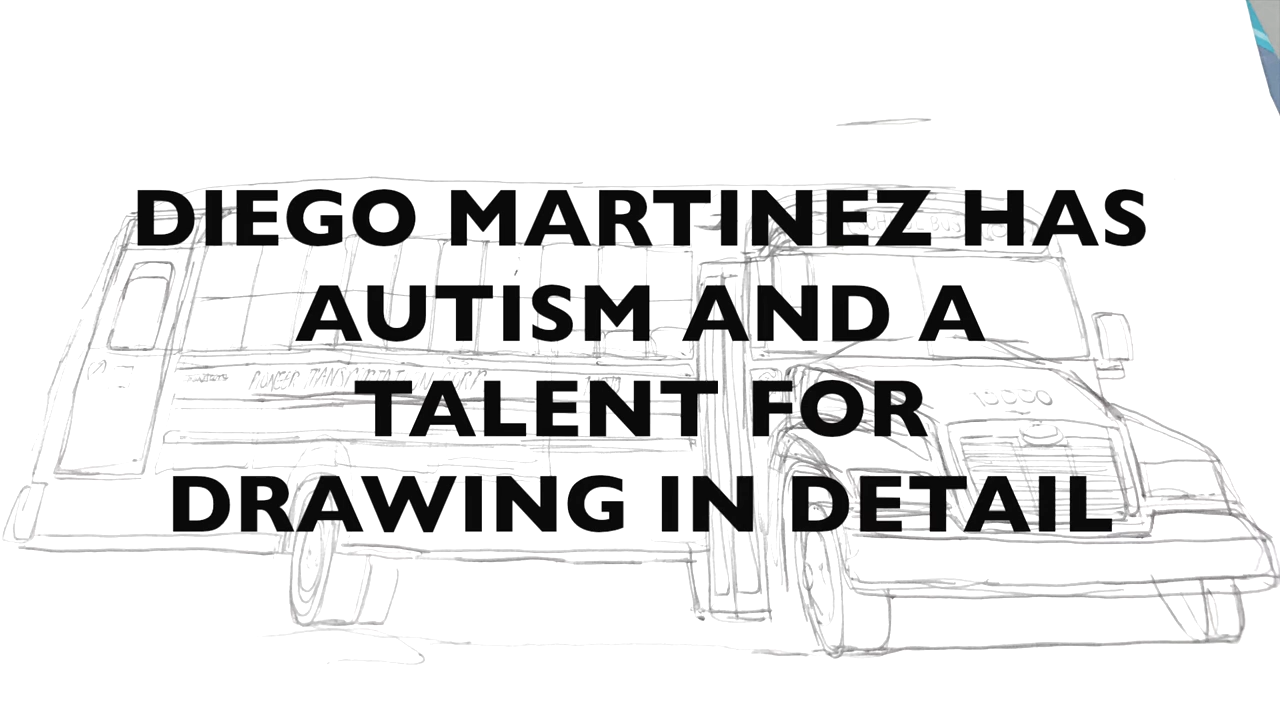 DIEGO MARTINEZ HAS
AUTISM AND A
TALENT FOR
DRAWING IN DETAIL